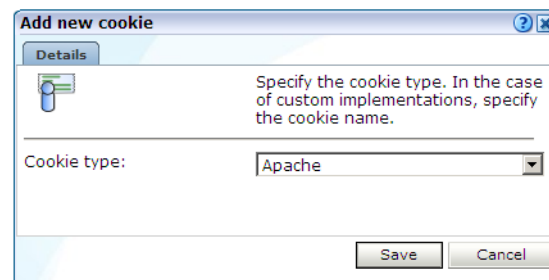 Add new cookie
Details
Specify the cookie type. In the case
of custom implementations, specify
the cookie name.
Cookie type:
Apache
Save
Cancel